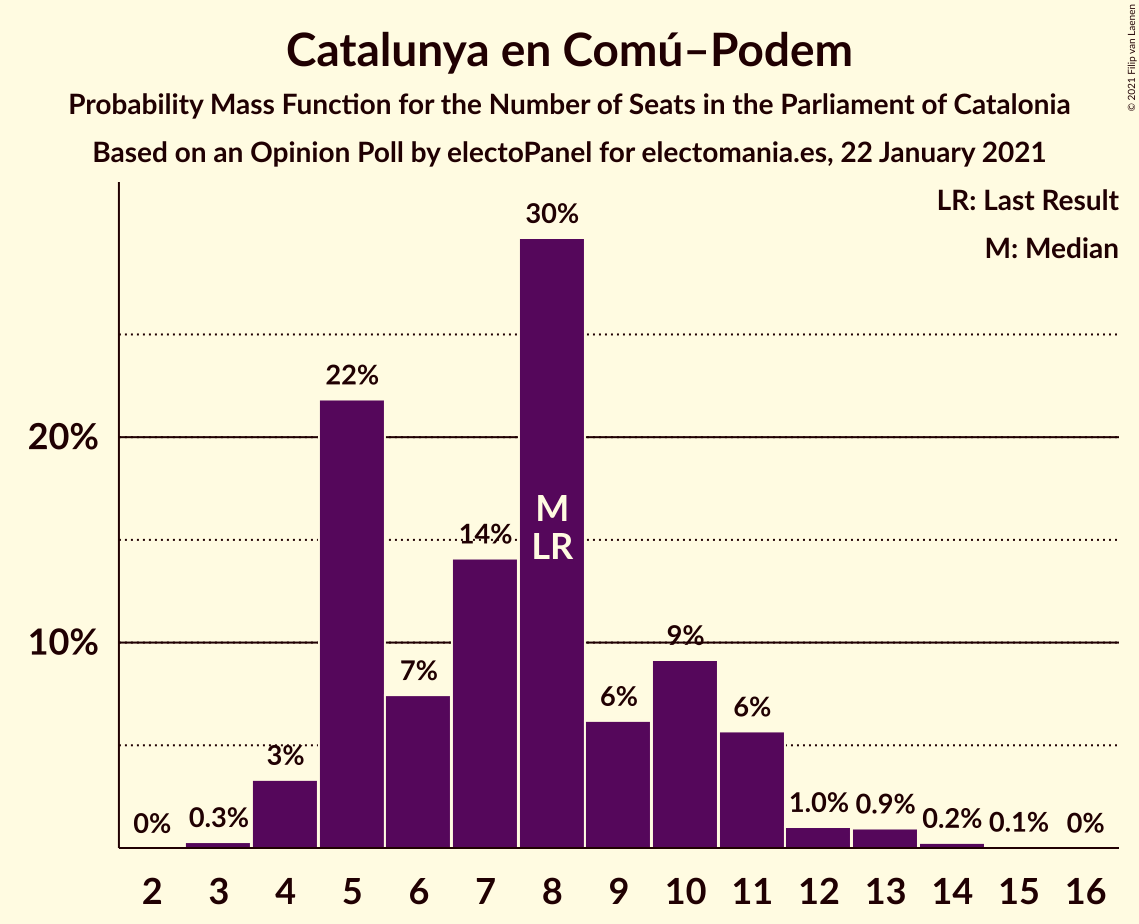 Catalunya en Comú–Podem
Probability Mass Function for the Number of Seats in the Parliament of Catalonia
Based on an Opinion Poll by electoPanel for electomania.es, 22 January 2021
© 2021 Filip van Laenen
LR: Last Result
M: Median
30%
22%
20%
M
14%
LR
10%
9%
7%
6%
6%
3%
0%
0.3%
1.0%
0.9%
0.2%
0.1%
0%
2 3 4 5 6 7 8 9 10 11 12 13 14 15 16